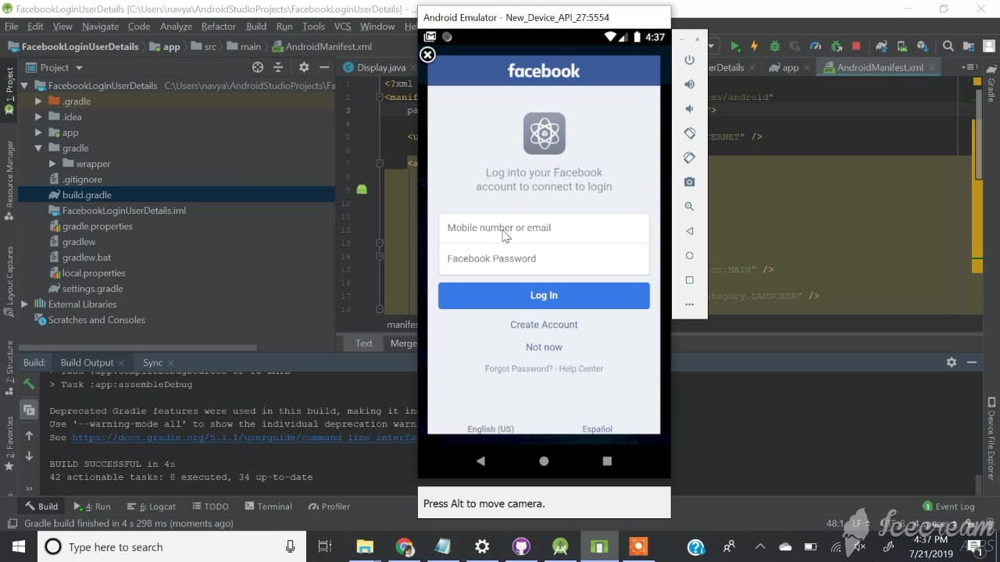 FacebookLoginUserDetails [C:\Users\navya\AndroidStudioProjects\FacebookLoginUserDetails] - ...
File Edit View Navigate Code Analyze Refactor Build Run Tools VCS Window
FacebookLoginUserDetails app src main AndroidManifest.xml
Project
Display.java
erDetails
app
AndroidManifest.xml
FacebookLoginUserDetails C:\Users\navya\AndroidStudioProjects\Fa
.gradle
.idea
app
gradle
wrapper
.gitignore
build.gradle
FacebookLoginUserDetails.iml
gradle.properties
gradlew
gradlew.bat
local.properties
settings.gradle
External Libraries
Scratches and Consoles
1: Project
Resource Manager
Layout Captures
Z: Structure
2: Favorites
1
2
3
4
5
6
7
8
9
10
11
12
13
14
15
16
17
18
<?xml
<manif
res/android"
pa
">
<u
TERNET" />
<a
on.MAIN" />
ategory.LAUNCHER" />
manifes
Text Merge
Gradle
Device File Explorer
Android Emulator - New_Device_API_27:5554
4:37
facebook
Log into your Facebook
account to connect to login
Mobile number or email
Facebook Password
Log In
Create Account
Not now
Forgot Password? · Help Center
English (US) Español
Press Alt to move camera.
Build: Build Output Sync
> Task :app:assembleDebug
Deprecated Gradle features were used in this build, making it in
Use '--warning-mode all' to show the individual deprecation warn
See https://docs.gradle.org/5.1.1/userguide/command_line_interfa
BUILD SUCCESSFUL in 4s
42 actionable tasks: 8 executed, 34 up-to-date
Build 4: Run 6: Logcat TODO Terminal Profiler
1 Event Log
Gradle build finished in 4 s 298 ms (moments ago)
48:1 LF 4 spaces
Icecream
APPS
Type here to search
4:37 PM
7/21/2019
1